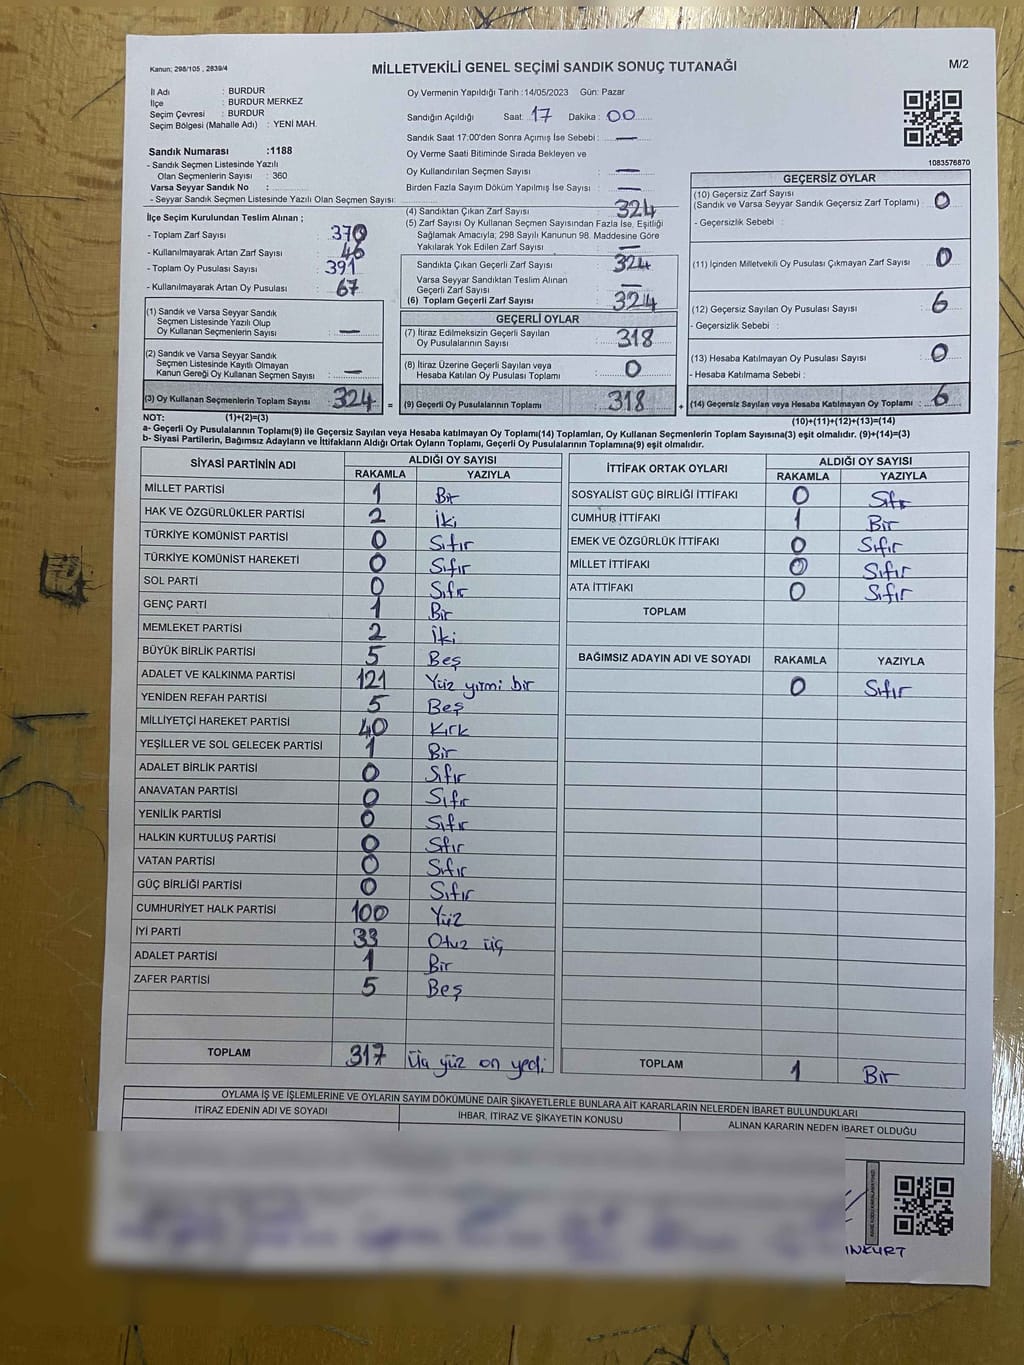 Kanun: 298/105 , 2839/4
MİLLETVEKİLİ GENEL SEÇİMİ SANDIK SONUÇ TUTANAĞI
M/2
İl Adı : BURDUR
İlçe : BURDUR MERKEZ
Seçim Çevresi : BURDUR
Seçim Bölgesi (Mahalle Adı) : YENİ MAH.
Sandık Numarası :1188
- Sandık Seçmen Listesinde Yazılı
Olan Seçmenlerin Sayısı : 360
Varsa Seyyar Sandık No :
- Seyyar Sandık Seçmen Listesinde Yazılı Olan Seçmen Sayısı:
İlçe Seçim Kurulundan Teslim Alınan ;
- Toplam Zarf Sayısı : 370
- Kullanılmayarak Artan Zarf Sayısı : 46
- Toplam Oy Pusulası Sayısı : 391
- Kullanılmayarak Artan Oy Pusulası : 67
(1) Sandık ve Varsa Seyyar Sandık
Seçmen Listesinde Yazılı Olup
Oy Kullanan Seçmenlerin Sayısı : —
(2) Sandık ve Varsa Seyyar Sandık
Seçmen Listesinde Kayıtlı Olmayan
Kanun Gereği Oy Kullanan Seçmen Sayısı : —
(3) Oy Kullanan Seçmenlerin Toplam Sayısı 324
Oy Vermenin Yapıldığı Tarih :14/05/2023 Gün: Pazar
Sandığın Açıldığı Saat: 17 Dakika : 00
Sandık Saat 17:00'den Sonra Açımış İse Sebebi : —
Oy Verme Saati Bitiminde Sırada Bekleyen ve
Oy Kullandırılan Seçmen Sayısı : —
Birden Fazla Sayım Döküm Yapılmış İse Sayısı : —
(4) Sandıktan Çıkan Zarf Sayısı : 324
(5) Zarf Sayısı Oy Kullanan Seçmen Sayısından Fazla İse, Eşitliği
Sağlamak Amacıyla; 298 Sayılı Kanunun 98. Maddesine Göre
Yakılarak Yok Edilen Zarf Sayısı : —
Sandıkta Çıkan Geçerli Zarf Sayısı : 324
Varsa Seyyar Sandıktan Teslim Alınan
Geçerli Zarf Sayısı : —
(6) Toplam Geçerli Zarf Sayısı : 324
GEÇERLİ OYLAR
(7) İtiraz Edilmeksizin Geçerli Sayılan
Oy Pusulalarının Sayısı : 318
(8) İtiraz Üzerine Geçerli Sayılan veya
Hesaba Katılan Oy Pusulası Toplamı : 0
= (9) Geçerli Oy Pusulalarının Toplamı : 318 +
1083576870
GEÇERSİZ OYLAR
(10) Geçersiz Zarf Sayısı
(Sandık ve Varsa Seyyar Sandık Geçersiz Zarf Toplamı) : 0
- Geçersizlik Sebebi :
(11) İçinden Milletvekili Oy Pusulası Çıkmayan Zarf Sayısı : 0
(12) Geçersiz Sayılan Oy Pusulası Sayısı : 6
- Geçersizlik Sebebi :
(13) Hesaba Katılmayan Oy Pusulası Sayısı : 0
- Hesaba Katılmama Sebebi :
(14) Geçersiz Sayılan veya Hesaba Katılmayan Oy Toplamı : 6
NOT: (1)+(2)=(3)
(10)+(11)+(12)+(13)=(14)
a- Geçerli Oy Pusulalarının Toplamı(9) ile Geçersiz Sayılan veya Hesaba katılmayan Oy Toplamı(14) Toplamları, Oy Kullanan Seçmenlerin Toplam Sayısına(3) eşit olmalıdır. (9)+(14)=(3)
b- Siyasi Partilerin, Bağımsız Adayların ve İttifakların Aldığı Ortak Oyların Toplamı, Geçerli Oy Pusulalarının Toplamına(9) eşit olmalıdır.
SİYASİ PARTİNİN ADI ALDIĞI OY SAYISI
RAKAMLA YAZIYLA
MİLLET PARTİSİ 1 Bir
HAK VE ÖZGÜRLÜKLER PARTİSİ 2 İki
TÜRKİYE KOMÜNİST PARTİSİ 0 Sıfır
TÜRKİYE KOMÜNİST HAREKETİ 0 Sıfır
SOL PARTİ 0 Sıfır
GENÇ PARTİ 1 Bir
MEMLEKET PARTİSİ 2 İki
BÜYÜK BİRLİK PARTİSİ 5 Beş
ADALET VE KALKINMA PARTİSİ 121 Yüz yirmi bir
YENİDEN REFAH PARTİSİ 5 Beş
MİLLİYETÇİ HAREKET PARTİSİ 40 Kırk
YEŞİLLER VE SOL GELECEK PARTİSİ 1 Bir
ADALET BİRLİK PARTİSİ 0 Sıfır
ANAVATAN PARTİSİ 0 Sıfır
YENİLİK PARTİSİ 0 Sıfır
HALKIN KURTULUŞ PARTİSİ 0 Sıfır
VATAN PARTİSİ 0 Sıfır
GÜÇ BİRLİĞİ PARTİSİ 0 Sıfır
CUMHURİYET HALK PARTİSİ 100 Yüz
İYİ PARTİ 33 Otuz üç
ADALET PARTİSİ 1 Bir
ZAFER PARTİSİ 5 Beş
TOPLAM 317 Üç yüz on yedi
İTTİFAK ORTAK OYLARI ALDIĞI OY SAYISI
RAKAMLA YAZIYLA
SOSYALİST GÜÇ BİRLİĞİ İTTİFAKI 0 Sıfır
CUMHUR İTTİFAKI 1 Bir
EMEK VE ÖZGÜRLÜK İTTİFAKI 0 Sıfır
MİLLET İTTİFAKI 0 Sıfır
ATA İTTİFAKI 0 Sıfır
TOPLAM
BAĞIMSIZ ADAYIN ADI VE SOYADI RAKAMLA YAZIYLA
0 Sıfır
TOPLAM 1 Bir
OYLAMA İŞ VE İŞLEMLERİNE VE OYLARIN SAYIM DÖKÜMÜNE DAİR ŞİKAYETLERLE BUNLARA AİT KARARLARIN NELERDEN İBARET BULUNDUKLARI
İTİRAZ EDENİN ADI VE SOYADI İHBAR, İTİRAZ VE ŞİKAYETİN KONUSU ALINAN KARARIN NEDEN İBARET OLDUĞU